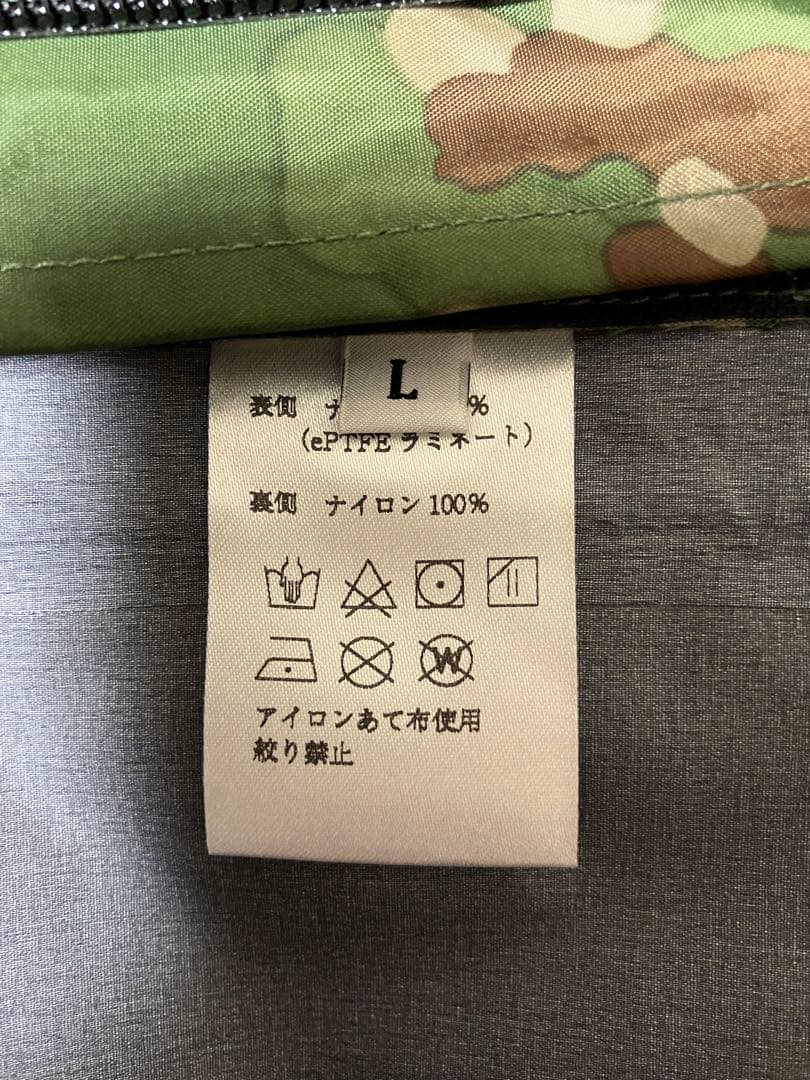 L
表側 ナ %
(ePTFE ラミネート)
裏側 ナイロン 100%
W
アイロンあて布使用
絞り禁止